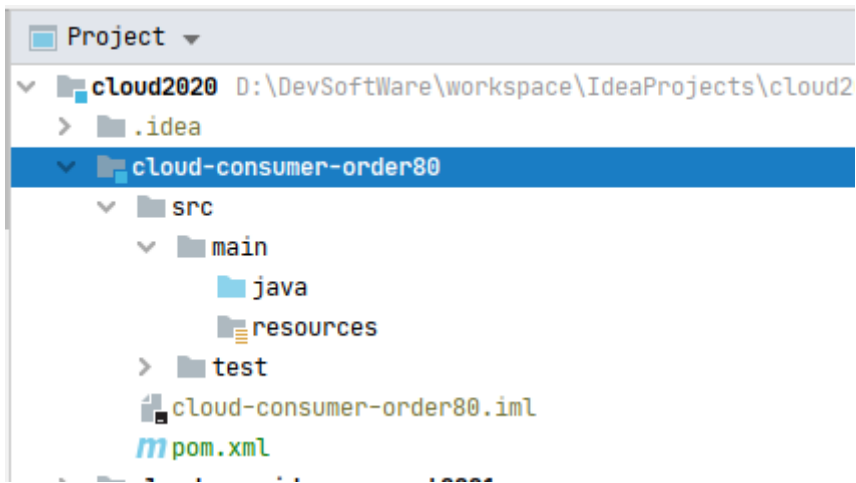 Project
cloud2020 D:\DevSoftWare\workspace\IdeaProjects\cloud2
.idea
cloud-consumer-order80
src
main
java
resources
test
cloud-consumer-order80.iml
m pom.xml